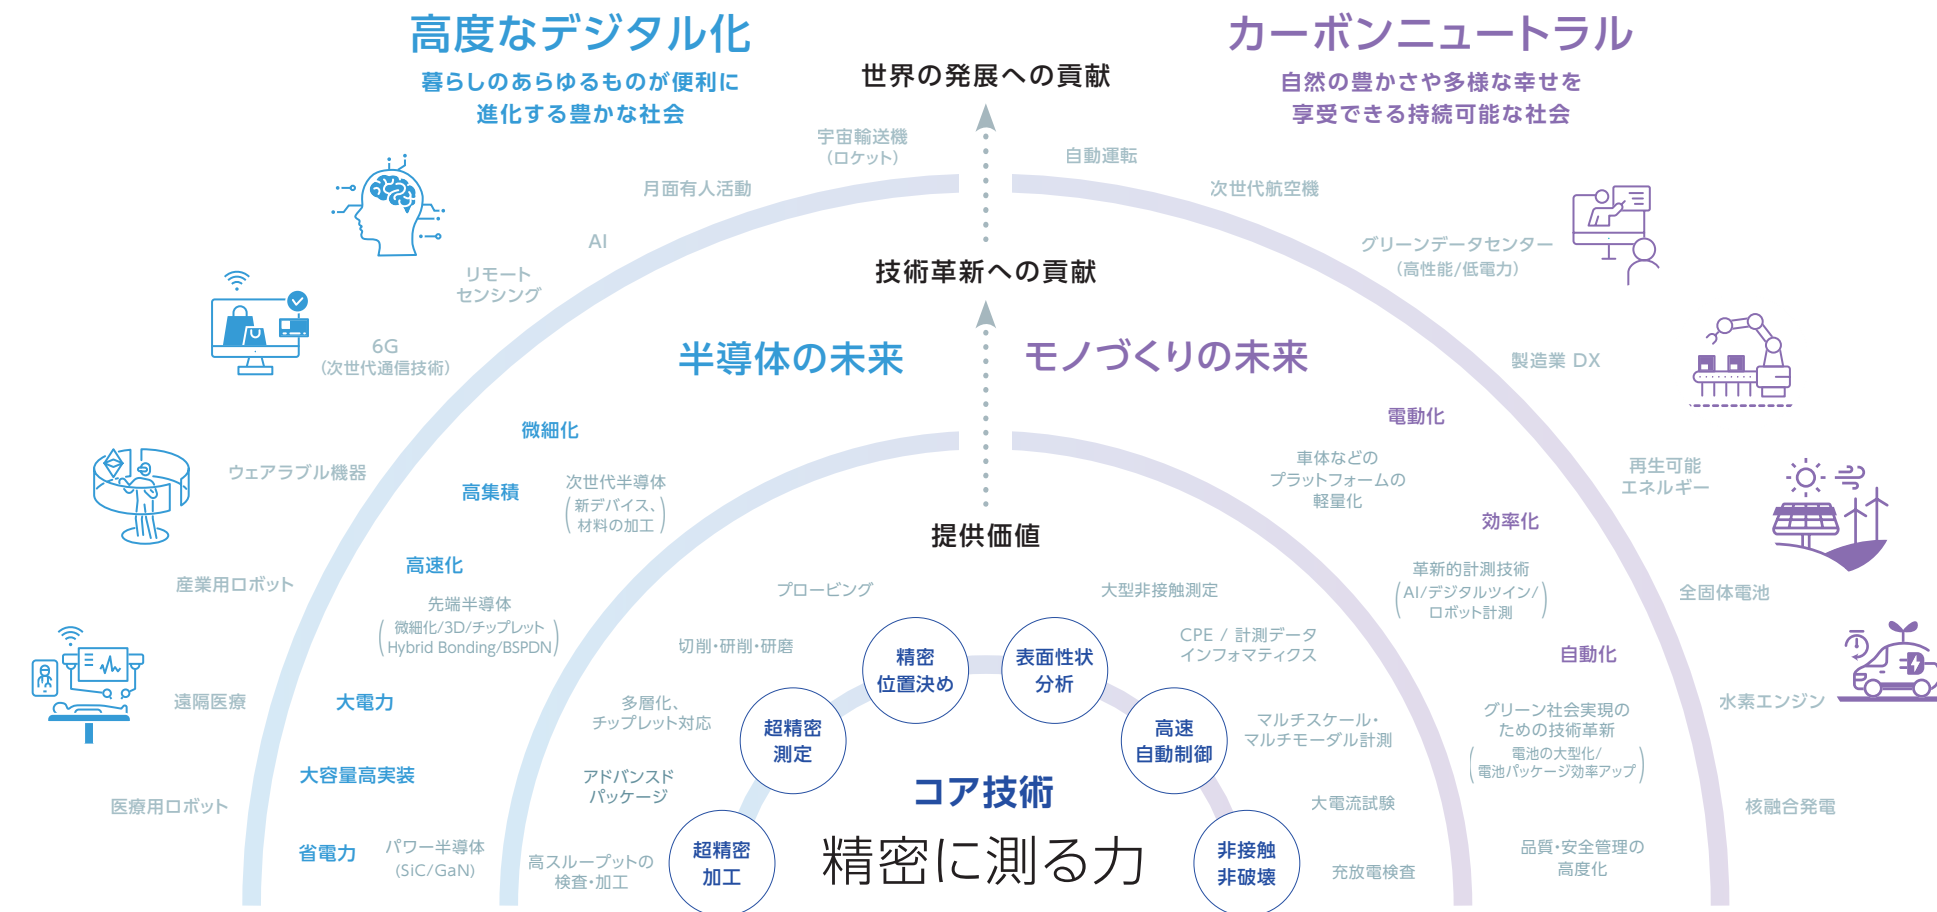 高度なデジタル化
暮らしのあらゆるものが便利に
進化する豊かな社会
世界の発展への貢献
カーボンニュートラル
自然の豊かさや多様な幸せを
享受できる持続可能な社会
宇宙輸送機
(ロケット)
月面有人活動
AI
リモート
センシング
6G
(次世代通信技術)
ウェアラブル機器
産業用ロボット
遠隔医療
医療用ロボット
自動運転
次世代航空機
グリーンデータセンター
(高性能/低電力)
製造業 DX
再生可能
エネルギー
全固体電池
水素エンジン
核融合発電
技術革新への貢献
半導体の未来
モノづくりの未来
微細化
高集積
次世代半導体
(新デバイス、
材料の加工)
高速化
先端半導体
(微細化/3D/チップレット
Hybrid Bonding/BSPDN)
大電力
大容量高実装
省電力
パワー半導体
(SiC/GaN)
電動化
車体などの
プラットフォームの
軽量化
効率化
革新的計測技術
(AI/デジタルツイン/
ロボット計測)
自動化
グリーン社会実現の
ための技術革新
(電池の大型化/
電池パッケージ効率アップ)
品質・安全管理の
高度化
提供価値
プロービング
切削・研削・研磨
多層化、
チップレット対応
アドバンスド
パッケージ
高スループットの
検査・加工
大型非接触測定
CPE / 計測データ
インフォマティクス
マルチスケール・
マルチモーダル計測
大電流試験
充放電検査
精密
位置決め
表面性状
分析
超精密
測定
高速
自動制御
超精密
加工
非接触
非破壊
コア技術
精密に測る力